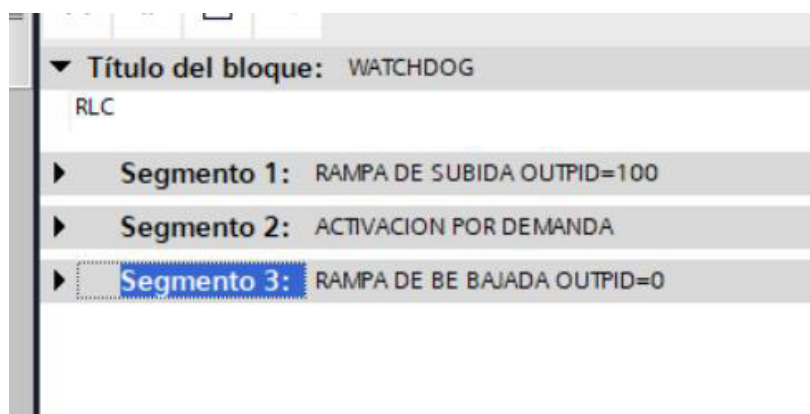 Título del bloque: WATCHDOG
RLC
Segmento 1: RAMPA DE SUBIDA OUTPID=100
Segmento 2: ACTIVACION POR DEMANDA
Segmento 3: RAMPA DE BE BAJADA OUTPID=0